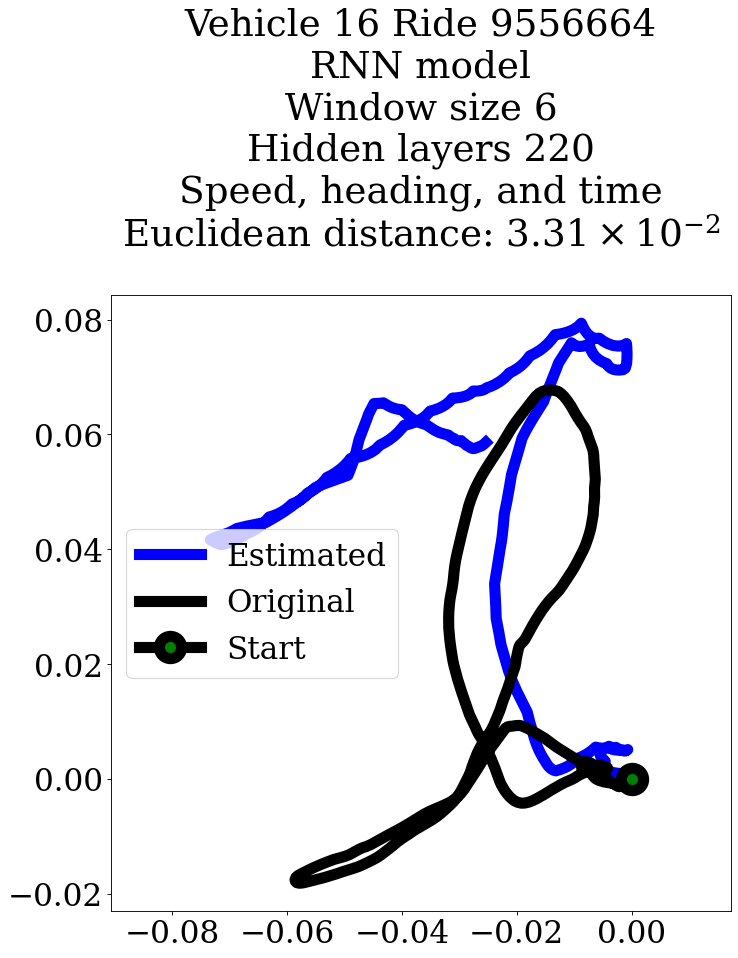 Vehicle 16 Ride 9556664
RNN model
Window size 6
Hidden layers 220
Speed, heading, and time
Euclidean distance: 3.31 × 10⁻²
0.08
0.06
0.04
0.02
0.00
−0.02
Estimated
Original
Start
−0.08 −0.06 −0.04 −0.02 0.00